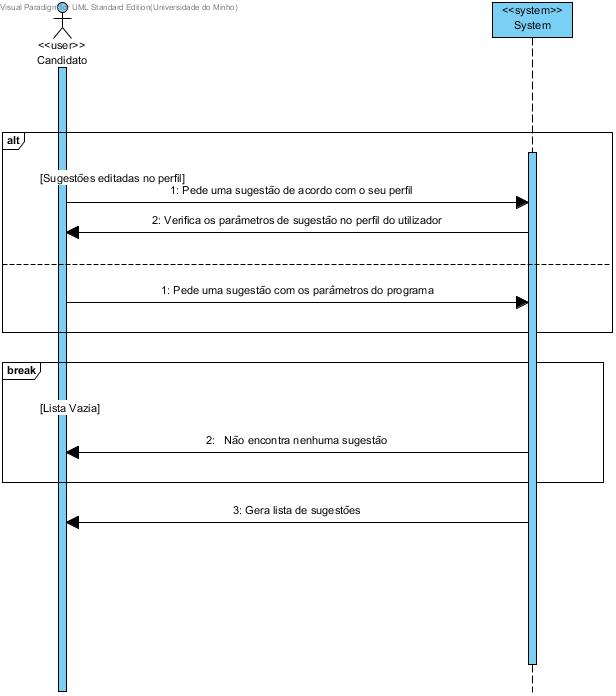 Visual Paradigm for UML Standard Edition(Universidade do Minho)
<<user>>
Candidato
<<system>>
System
alt
[Sugestões editadas no perfil]
1: Pede uma sugestão de acordo com o seu perfil
2: Verifica os parâmetros de sugestão no perfil do utilizador
1: Pede uma sugestão com os parâmetros do programa
break
[Lista Vazia]
2:   Não encontra nenhuma sugestão
3: Gera lista de sugestões